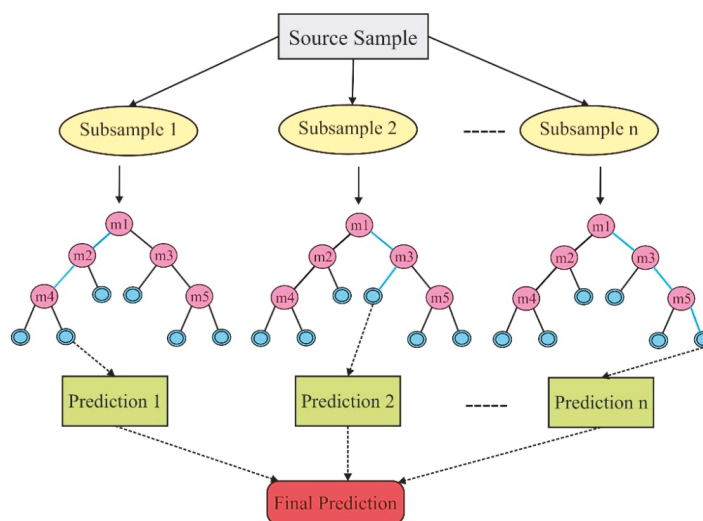 Source Sample
Subsample 1
Subsample 2
Subsample n
m1
m1
m1
m2
m3
m2
m3
m2
m3
m4
m5
m4
m5
m4
m5
Prediction 1
Prediction 2
Prediction n
Final Prediction